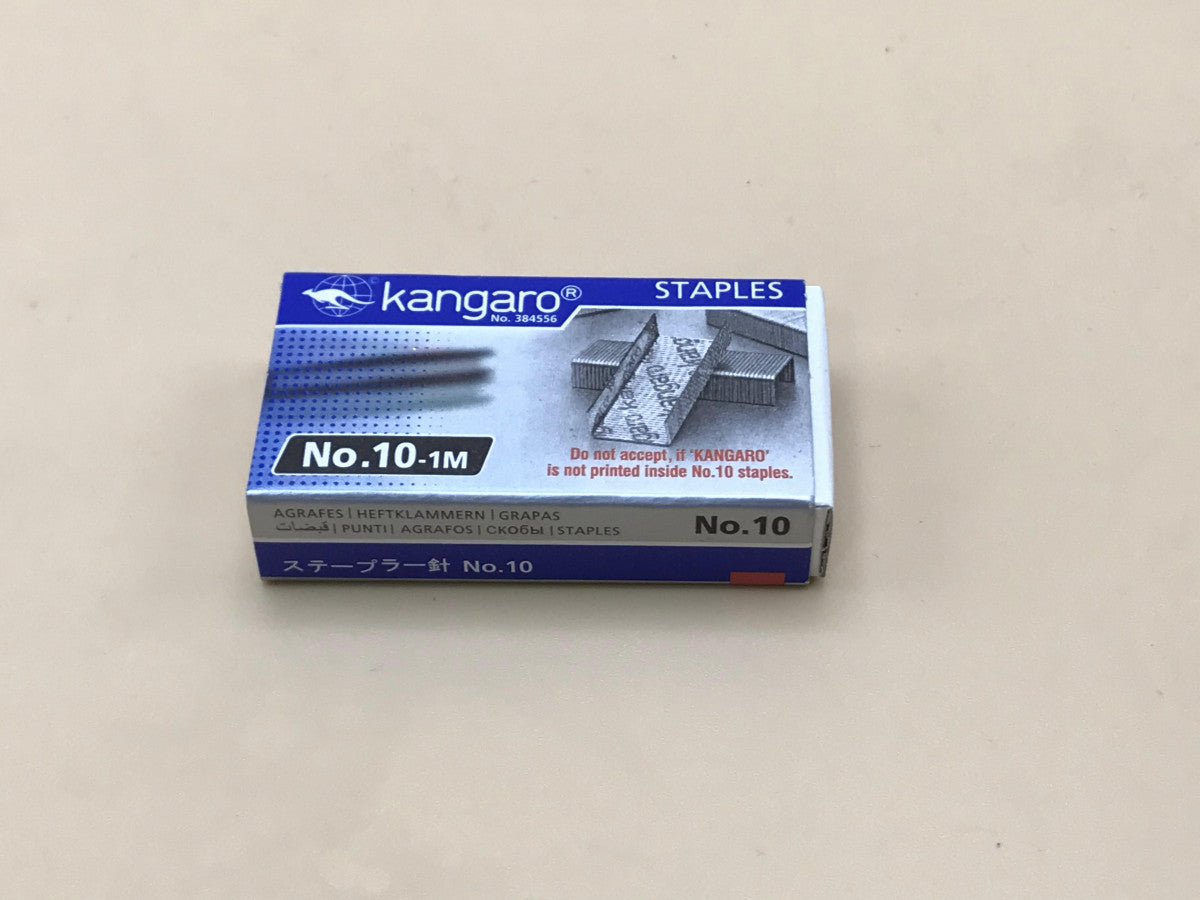 kangaro®
No. 384556
STAPLES
No.10-1M
Do not accept, if 'KANGARO'
is not printed inside No.10 staples.
AGRAFES | HEFTKLAMMERN | GRAPAS
قبضات | PUNTI | AGRAFOS | СКОбЫ | STAPLES
No.10
ステープラー針 No.10